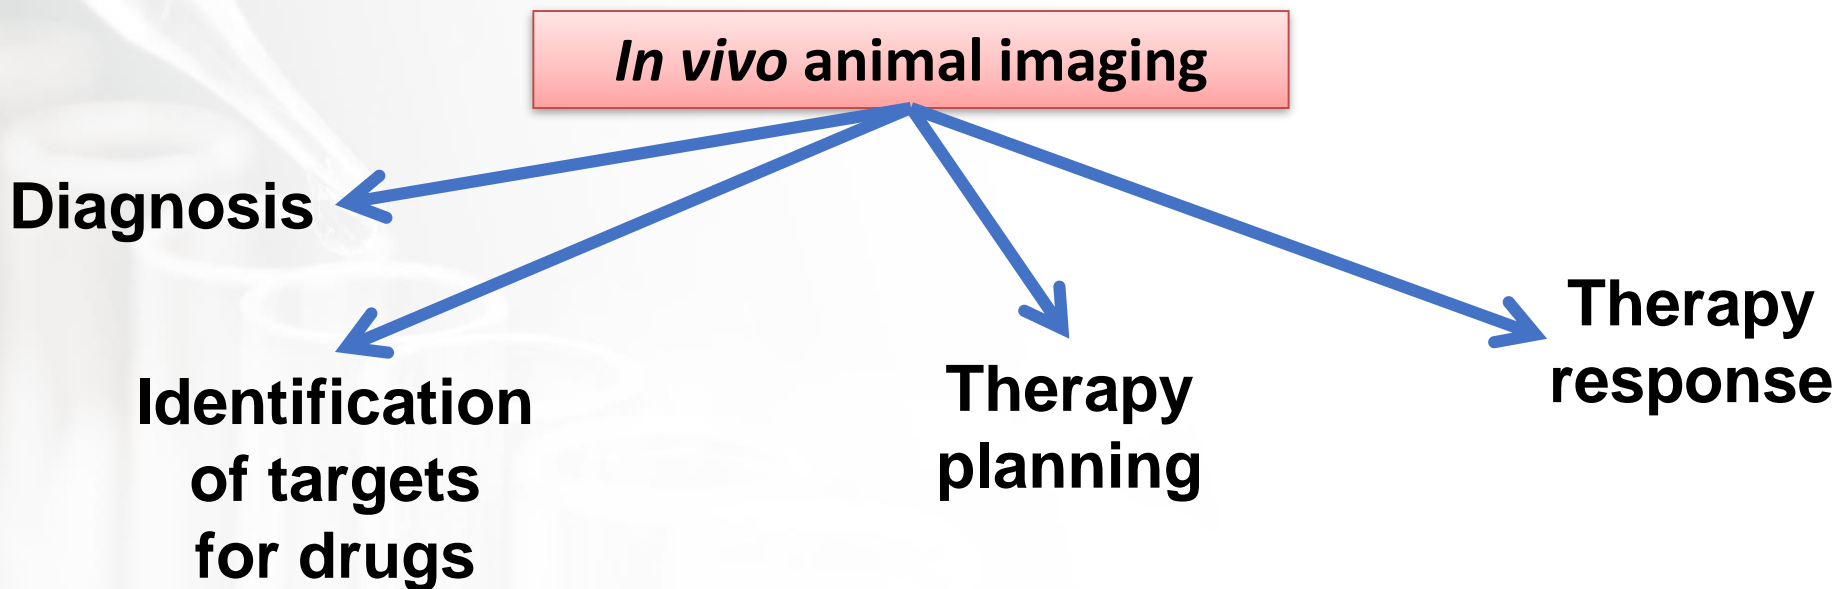 In vivo animal imaging
Diagnosis
Identification
of targets
for drugs
Therapy
planning
Therapy
response